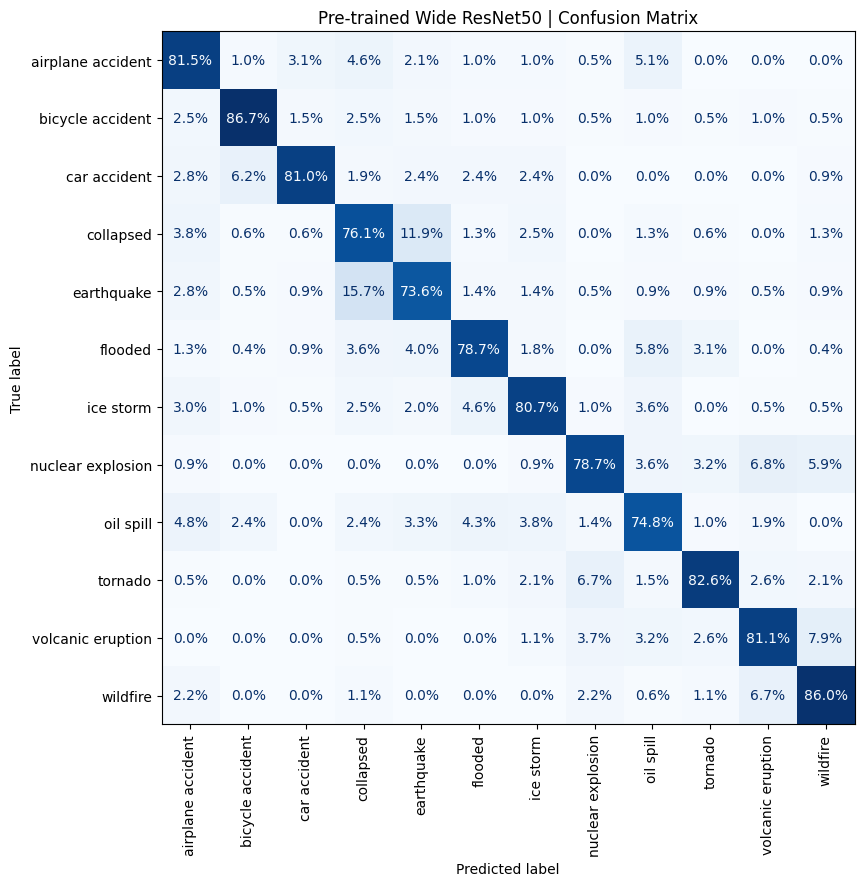 Pre-trained Wide ResNet50 | Confusion Matrix
airplane accident 81.5% 1.0% 3.1% 4.6% 2.1% 1.0% 1.0% 0.5% 5.1% 0.0% 0.0% 0.0%
bicycle accident 2.5% 86.7% 1.5% 2.5% 1.5% 1.0% 1.0% 0.5% 1.0% 0.5% 1.0% 0.5%
car accident 2.8% 6.2% 81.0% 1.9% 2.4% 2.4% 2.4% 0.0% 0.0% 0.0% 0.0% 0.9%
collapsed 3.8% 0.6% 0.6% 76.1% 11.9% 1.3% 2.5% 0.0% 1.3% 0.6% 0.0% 1.3%
earthquake 2.8% 0.5% 0.9% 15.7% 73.6% 1.4% 1.4% 0.5% 0.9% 0.9% 0.5% 0.9%
flooded 1.3% 0.4% 0.9% 3.6% 4.0% 78.7% 1.8% 0.0% 5.8% 3.1% 0.0% 0.4%
ice storm 3.0% 1.0% 0.5% 2.5% 2.0% 4.6% 80.7% 1.0% 3.6% 0.0% 0.5% 0.5%
nuclear explosion 0.9% 0.0% 0.0% 0.0% 0.0% 0.0% 0.9% 78.7% 3.6% 3.2% 6.8% 5.9%
oil spill 4.8% 2.4% 0.0% 2.4% 3.3% 4.3% 3.8% 1.4% 74.8% 1.0% 1.9% 0.0%
tornado 0.5% 0.0% 0.0% 0.5% 0.5% 1.0% 2.1% 6.7% 1.5% 82.6% 2.6% 2.1%
volcanic eruption 0.0% 0.0% 0.0% 0.5% 0.0% 0.0% 1.1% 3.7% 3.2% 2.6% 81.1% 7.9%
wildfire 2.2% 0.0% 0.0% 1.1% 0.0% 0.0% 0.0% 2.2% 0.6% 1.1% 6.7% 86.0%
True label
airplane accident
bicycle accident
car accident
collapsed
earthquake
flooded
ice storm
nuclear explosion
oil spill
tornado
volcanic eruption
wildfire
Predicted label